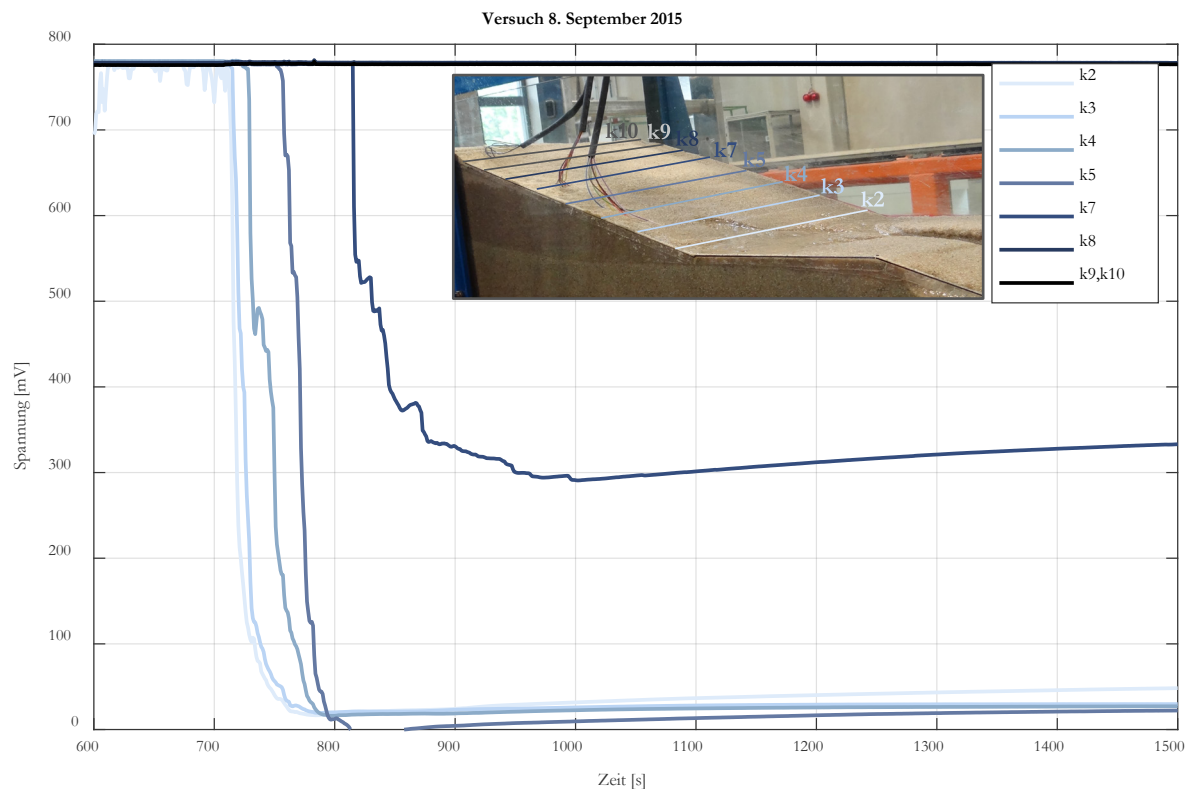 Versuch 8. September 2015
800
700
600
500
400
300
200
100
0
Spannung [mV]
600
700
800
900
1000
1100
1200
1300
1400
1500
Zeit [s]
k10
k9
k8
k7
k5
k4
k3
k2
k2
k3
k4
k5
k7
k8
k9,k10